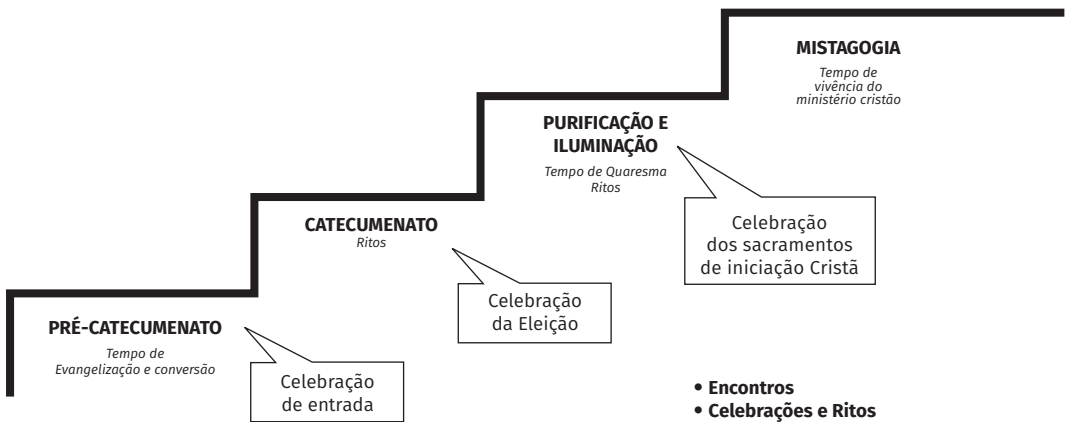 MISTAGOGIA
Tempo de
vivência do
ministério cristão
PURIFICAÇÃO E
ILUMINAÇÃO
Tempo de Quaresma
Ritos
Celebração
dos sacramentos
de iniciação Cristã
CATECUMENATO
Ritos
Celebração
da Eleição
PRÉ-CATECUMENATO
Tempo de
Evangelização e conversão
Celebração
de entrada
• Encontros
• Celebrações e Ritos